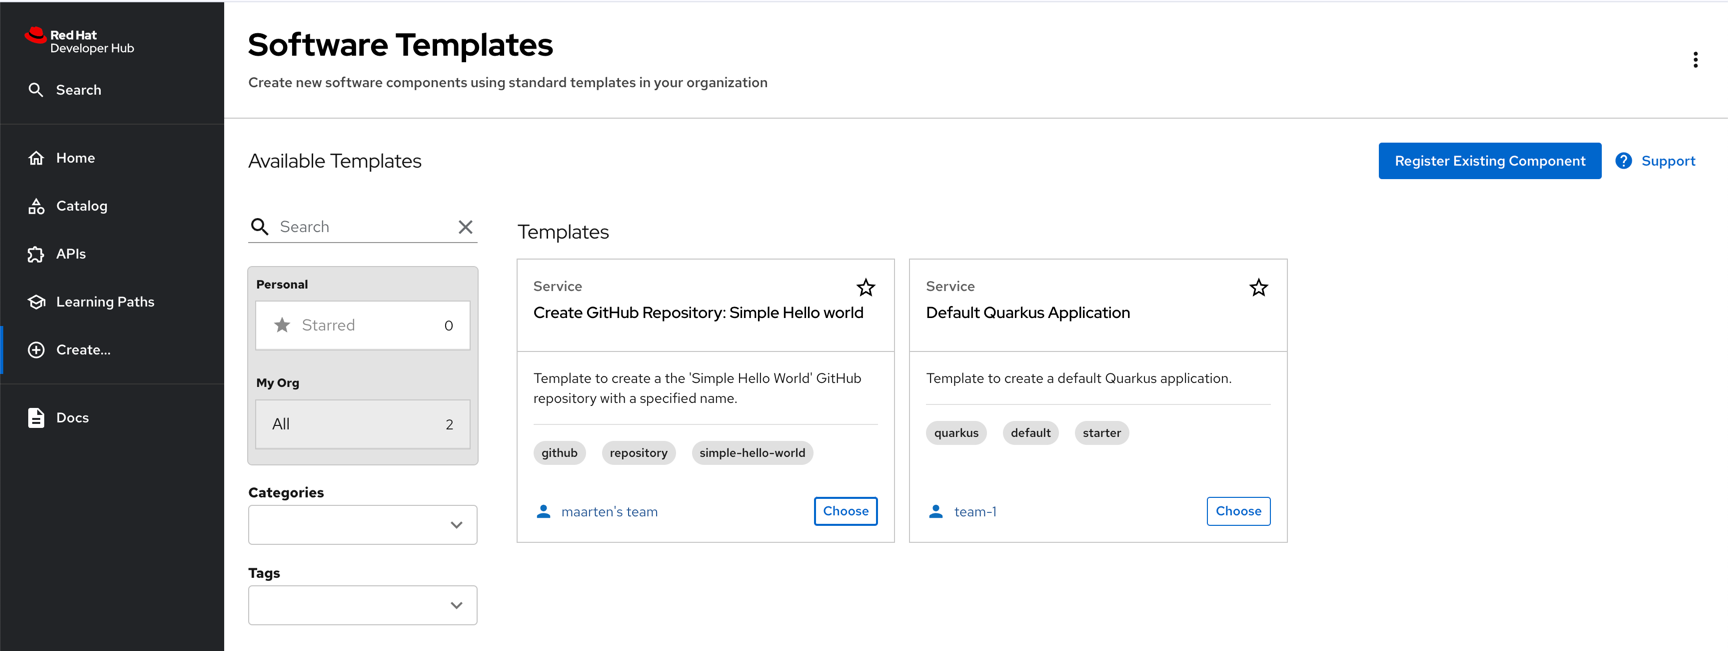 Red Hat
Developer Hub
Search
Home
Catalog
APIs
Learning Paths
Create...
Docs
Software Templates
Create new software components using standard templates in your organization
Available Templates
Register Existing Component
? Support
Search
Personal
Starred 0
My Org
All 2
Categories
Tags
Templates
Service
Create GitHub Repository: Simple Hello world
Template to create a the 'Simple Hello World' GitHub
repository with a specified name.
github repository simple-hello-world
maarten's team Choose
Service
Default Quarkus Application
Template to create a default Quarkus application.
quarkus default starter
team-1 Choose